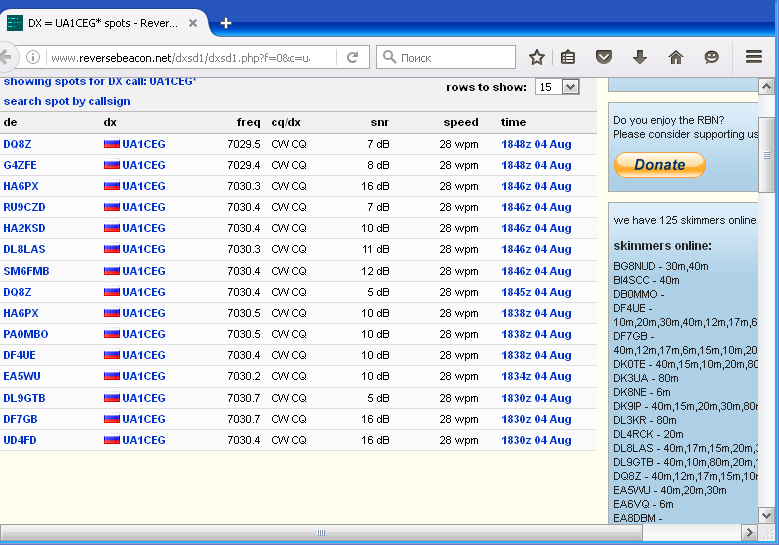 DX = UA1CEG* spots - Rever...
www.reversebeacon.net/dxsd1/dxsd1.php?f=0&c=u
Поиск
showing spots for DX call: UA1CEG*
rows to show: 15
search spot by callsign
de dx freq cq/dx snr speed time
DQ8Z UA1CEG 7029.5 CW CQ 7 dB 28 wpm 1848z 04 Aug
G4ZFE UA1CEG 7029.4 CW CQ 8 dB 28 wpm 1848z 04 Aug
HA6PX UA1CEG 7030.3 CW CQ 16 dB 28 wpm 1846z 04 Aug
RU9CZD UA1CEG 7030.4 CW CQ 7 dB 28 wpm 1846z 04 Aug
HA2KSD UA1CEG 7030.4 CW CQ 10 dB 28 wpm 1846z 04 Aug
DL8LAS UA1CEG 7030.3 CW CQ 11 dB 28 wpm 1846z 04 Aug
SM6FMB UA1CEG 7030.4 CW CQ 12 dB 28 wpm 1846z 04 Aug
DQ8Z UA1CEG 7030.4 CW CQ 5 dB 28 wpm 1845z 04 Aug
HA6PX UA1CEG 7030.5 CW CQ 10 dB 28 wpm 1838z 04 Aug
PA0MBO UA1CEG 7030.5 CW CQ 10 dB 28 wpm 1838z 04 Aug
DF4UE UA1CEG 7030.4 CW CQ 10 dB 28 wpm 1838z 04 Aug
EA5WU UA1CEG 7030.2 CW CQ 10 dB 28 wpm 1834z 04 Aug
DL9GTB UA1CEG 7030.7 CW CQ 5 dB 28 wpm 1830z 04 Aug
DF7GB UA1CEG 7030.7 CW CQ 16 dB 28 wpm 1830z 04 Aug
UD4FD UA1CEG 7030.4 CW CQ 16 dB 28 wpm 1830z 04 Aug
Do you enjoy the RBN?
Please consider supporting us
Donate
we have 125 skimmers online
skimmers online:
BG8NUD - 30m,40m
BI4SCC - 40m
DB0MMO -
DF4UE -
10m,20m,30m,40m,12m,17m,6
DF7GB -
40m,12m,17m,6m,15m,10m,20
DK0TE - 40m,15m,10m,20m,80
DK3UA - 80m
DK8NE - 6m
DK9IP - 40m,15m,20m,30m,80m
DL3KR - 80m
DL4RCK - 20m
DL8LAS - 40m,17m,15m,20m,3
DL9GTB - 40m,10m,80m,20m,1
DQ8Z - 40m,12m,17m,15m,10m
EA5WU - 40m,20m,30m
EA6VQ - 6m
EA8DBM -